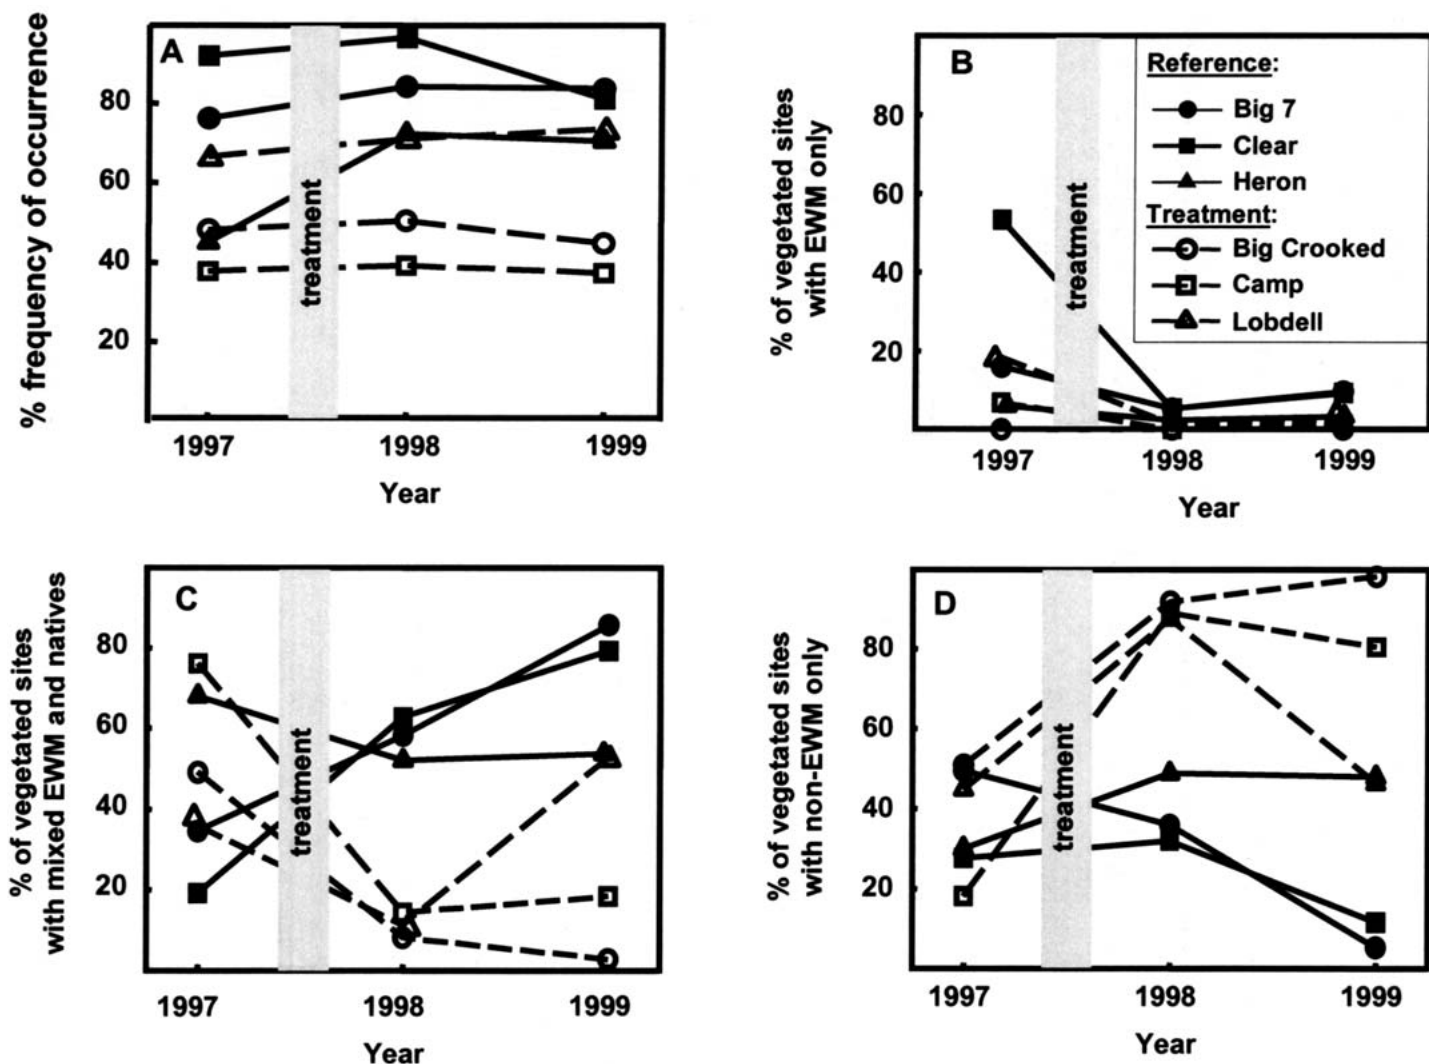 A
% frequency of occurrence
80
60
40
20
treatment
1997
1998
1999
Year
B
% of vegetated sites
with EWM only
80
60
40
20
treatment
1997
1998
1999
Year
Reference:
Big 7
Clear
Heron
Treatment:
Big Crooked
Camp
Lobdell
C
% of vegetated sites
with mixed EWM and natives
80
60
40
20
treatment
1997
1998
1999
Year
D
% of vegetated sites
with non-EWM only
80
60
40
20
treatment
1997
1998
1999
Year